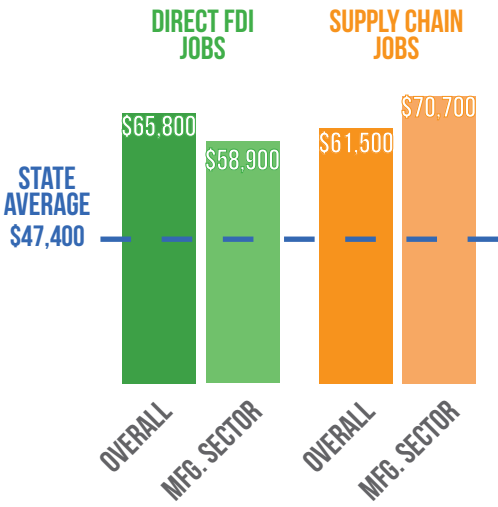 DIRECT FDI
JOBS
SUPPLY CHAIN
JOBS
$65,800
$58,900
$61,500
$70,700
STATE
AVERAGE
$47,400
OVERALL
MFG. SECTOR
OVERALL
MFG. SECTOR